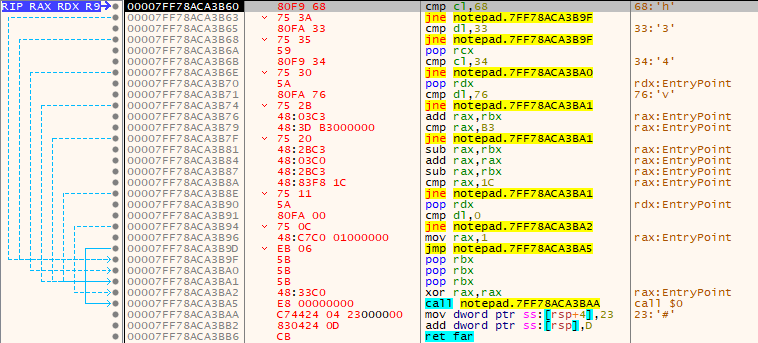 RIP RAX RDX R9 00007FF78ACA3B60 80F9 68 cmp cl,68 68:'h'
00007FF78ACA3B63 75 3A jne notepad.7FF78ACA3B9F
00007FF78ACA3B65 80FA 33 cmp dl,33 33:'3'
00007FF78ACA3B68 75 35 jne notepad.7FF78ACA3B9F
00007FF78ACA3B6A 59 pop rcx
00007FF78ACA3B6B 80F9 34 cmp cl,34 34:'4'
00007FF78ACA3B6E 75 30 jne notepad.7FF78ACA3BA0
00007FF78ACA3B70 5A pop rdx rdx:EntryPoint
00007FF78ACA3B71 80FA 76 cmp dl,76 76:'v'
00007FF78ACA3B74 75 2B jne notepad.7FF78ACA3BA1
00007FF78ACA3B76 48:03C3 add rax,rbx rax:EntryPoint
00007FF78ACA3B79 48:3D B3000000 cmp rax,B3 rax:EntryPoint
00007FF78ACA3B7F 75 20 jne notepad.7FF78ACA3BA1
00007FF78ACA3B81 48:2BC3 sub rax,rbx rax:EntryPoint
00007FF78ACA3B84 48:03C0 add rax,rax rax:EntryPoint
00007FF78ACA3B87 48:2BC3 sub rax,rbx rax:EntryPoint
00007FF78ACA3B8A 48:83F8 1C cmp rax,1C rax:EntryPoint
00007FF78ACA3B8E 75 11 jne notepad.7FF78ACA3BA1
00007FF78ACA3B90 5A pop rdx rdx:EntryPoint
00007FF78ACA3B91 80FA 00 cmp dl,0
00007FF78ACA3B94 75 0C jne notepad.7FF78ACA3BA2
00007FF78ACA3B96 48:C7C0 01000000 mov rax,1 rax:EntryPoint
00007FF78ACA3B9D EB 06 jmp notepad.7FF78ACA3BA5
00007FF78ACA3B9F 5B pop rbx
00007FF78ACA3BA0 5B pop rbx
00007FF78ACA3BA1 5B pop rbx
00007FF78ACA3BA2 48:33C0 xor rax,rax rax:EntryPoint
00007FF78ACA3BA5 E8 00000000 call notepad.7FF78ACA3BAA call $0
00007FF78ACA3BAA C74424 04 23000000 mov dword ptr ss:[rsp+4],23 23:'#'
00007FF78ACA3BB2 830424 0D add dword ptr ss:[rsp],D
00007FF78ACA3BB6 CB ret far